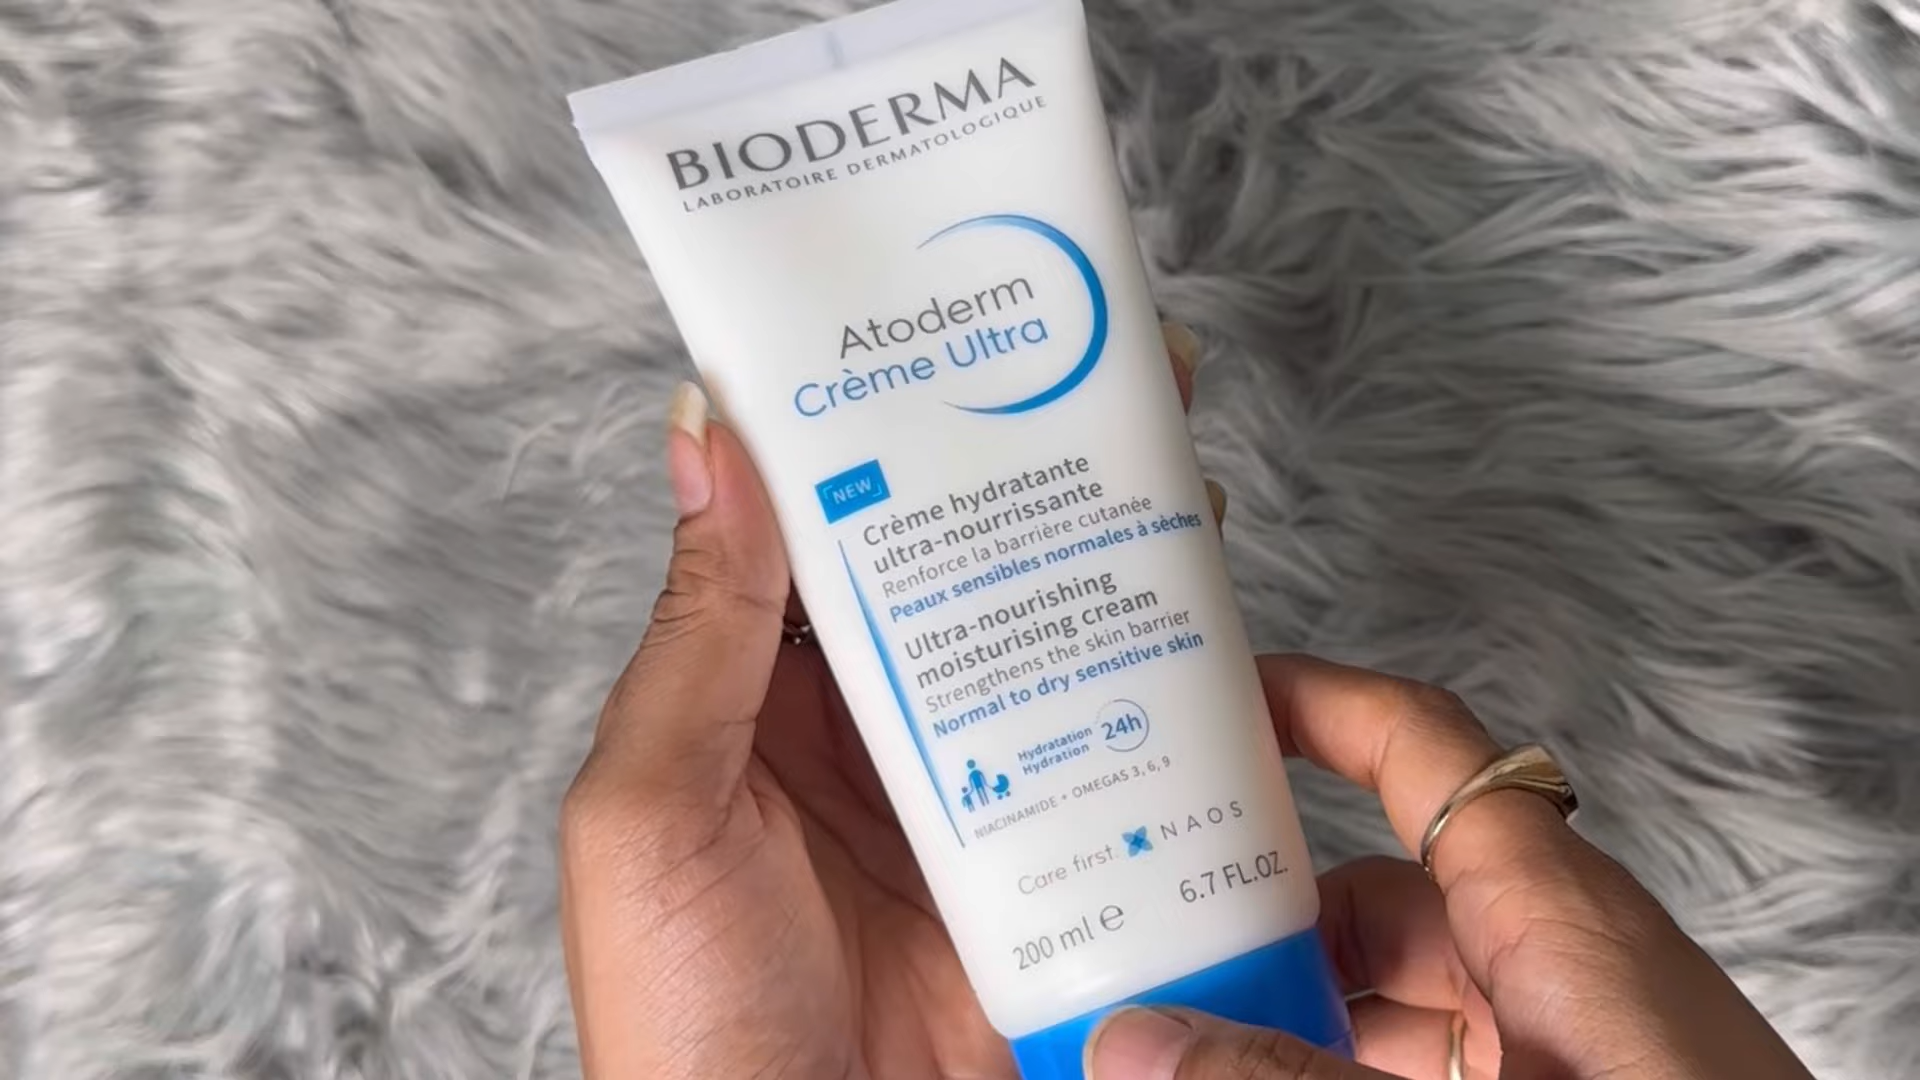 BIODERMA
LABORATOIRE DERMATOLOGIQUE
Atoderm
Crème Ultra
NEW
Crème hydratante
ultra-nourrissante
Renforce la barrière cutanée
Peaux sensibles normales à sèches
Ultra-nourishing
moisturising cream
Strengthens the skin barrier
Normal to dry sensitive skin
Hydratation
Hydration
24h
NIACINAMIDE + OMEGAS 3, 6, 9
Care first. NAOS
200 ml e 6.7 FL.OZ.